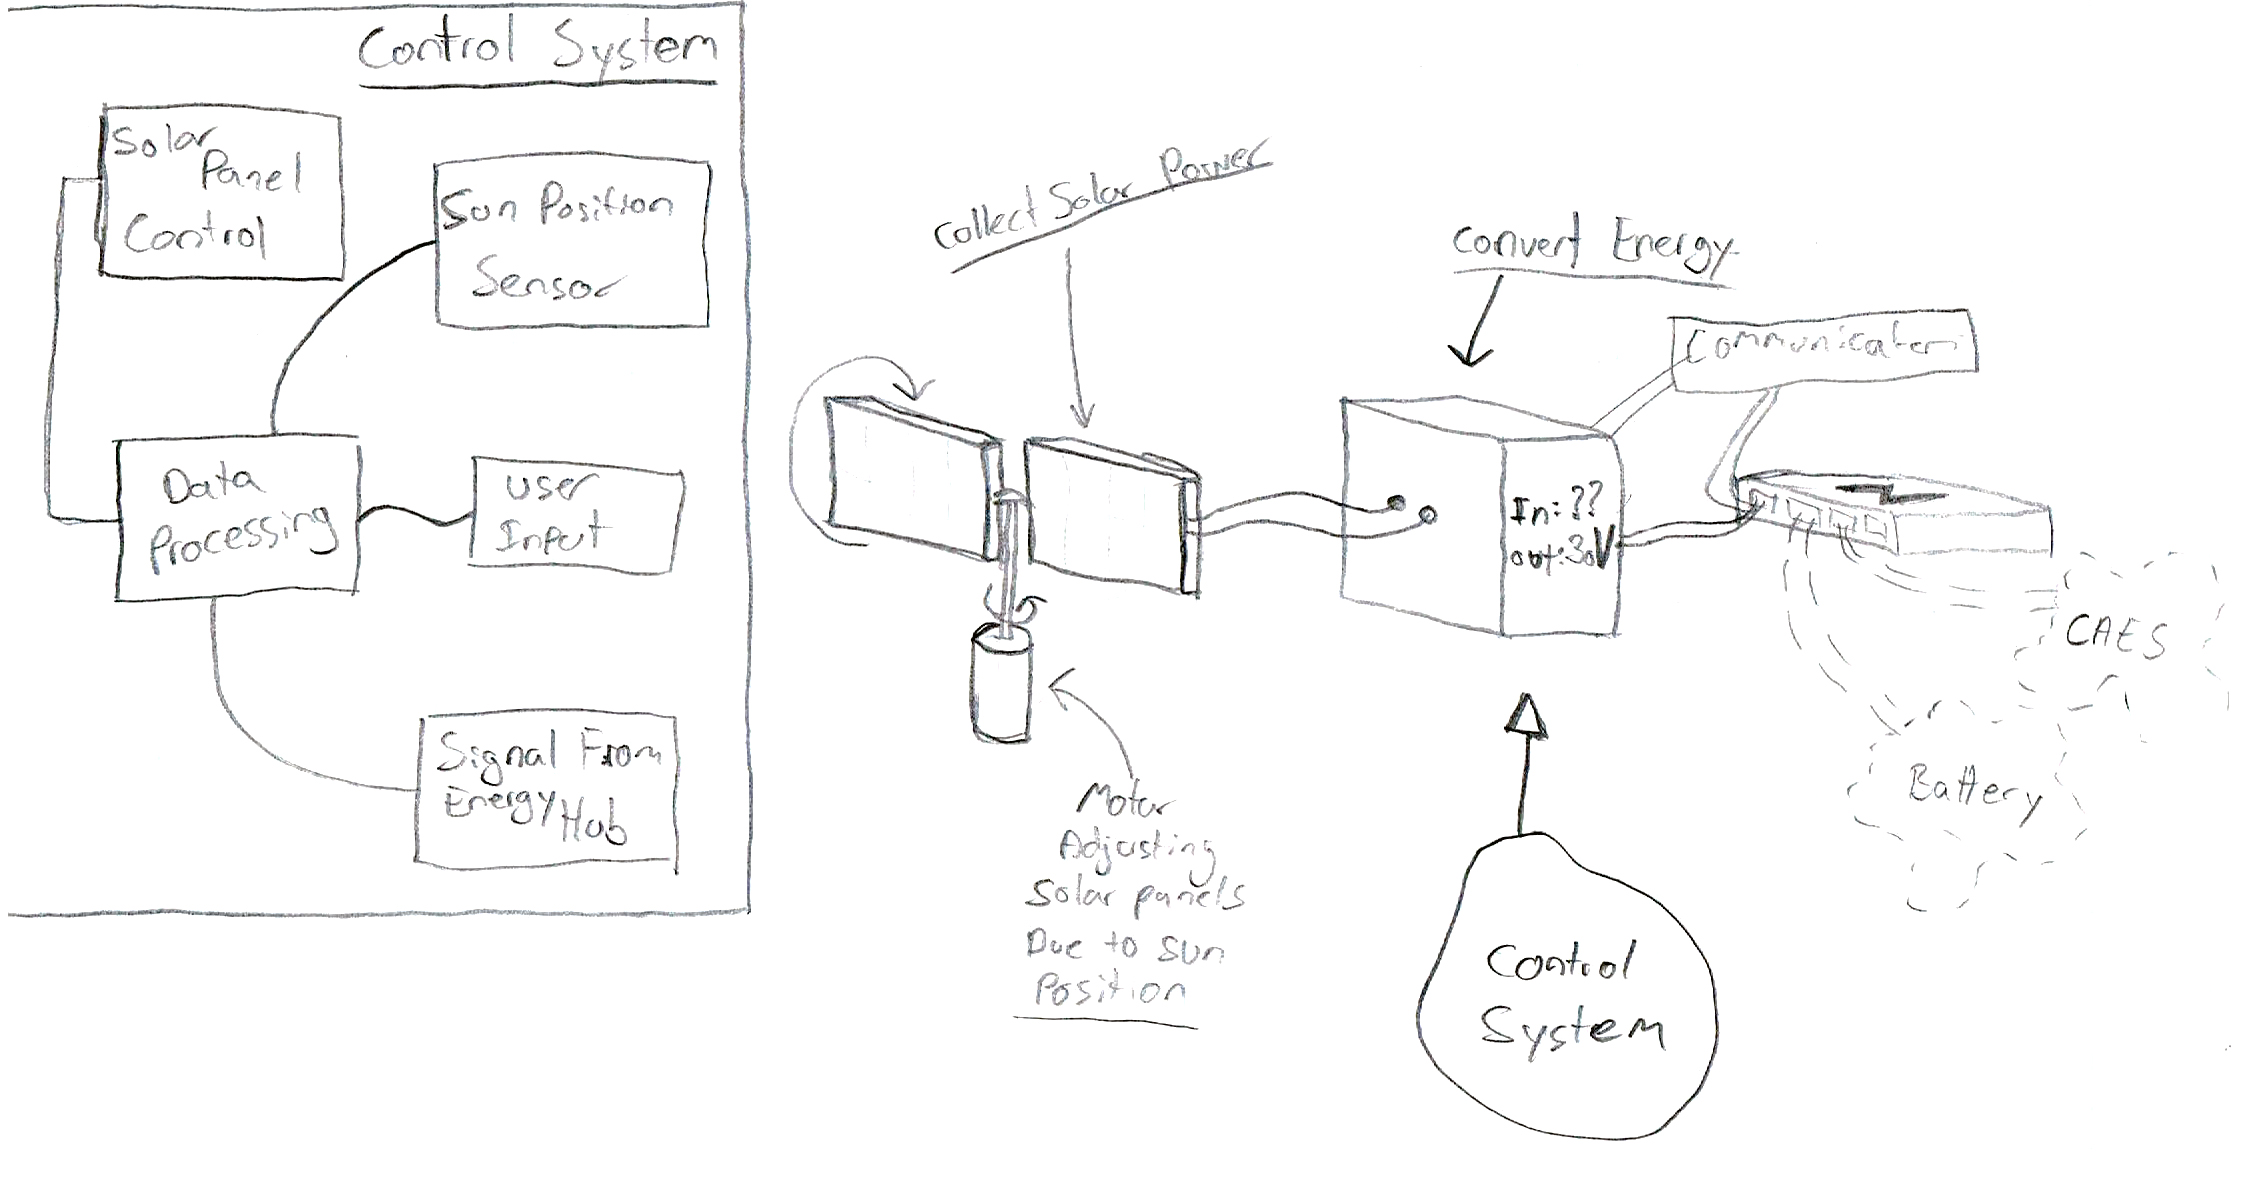 Control System
Solar
Panel
Control
Sun Position
Sensor
Data
Processing
User
Input
Signal From
Energy Hub
Collect Solar Power
Convert Energy
Communication
In: ??
out: 30V
CAES
Battery
Motor
Adjusting
Solar panels
Due to sun
Position
Control
System